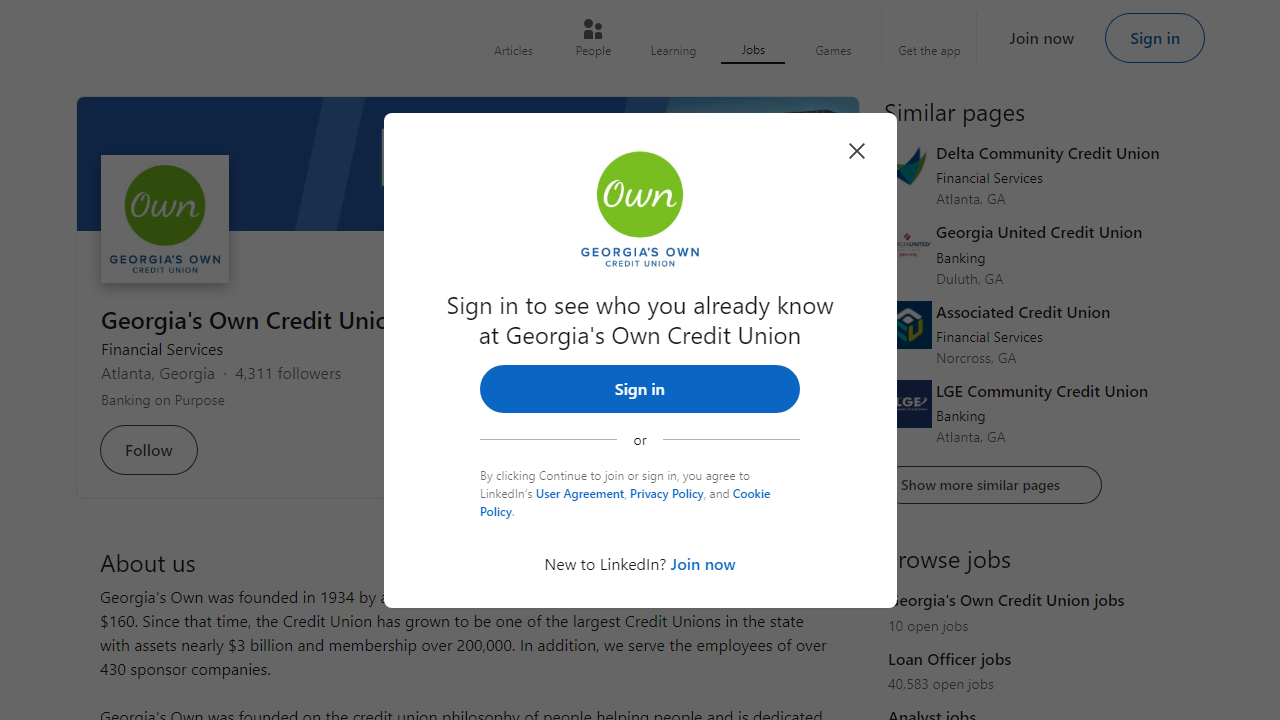 Articles
People
Learning
Jobs
Games
Get the app
Join now
Sign in
Own
GEORGIA'S OWN
CREDIT UNION
Georgia's Own Credit Unio
Financial Services
Atlanta, Georgia · 4,311 followers
Banking on Purpose
Follow
Own
GEORGIA'S OWN
CREDIT UNION
Sign in to see who you already know
at Georgia's Own Credit Union
Sign in
or
By clicking Continue to join or sign in, you agree to
LinkedIn's User Agreement, Privacy Policy, and Cookie
Policy.
New to LinkedIn? Join now
Similar pages
Delta Community Credit Union
Financial Services
Atlanta, GA
Georgia United Credit Union
Banking
Duluth, GA
Associated Credit Union
Financial Services
Norcross, GA
LGE
LGE Community Credit Union
Banking
Atlanta, GA
Show more similar pages
About us
Georgia's Own was founded in 1934 by a
$160. Since that time, the Credit Union has grown to be one of the largest Credit Unions in the state
with assets nearly $3 billion and membership over 200,000. In addition, we serve the employees of over
430 sponsor companies.
Georgia's Own was founded on the credit union philosophy of people helping people and is dedicated
rowse jobs
Georgia's Own Credit Union jobs
10 open jobs
Loan Officer jobs
40,583 open jobs
Analyst jobs